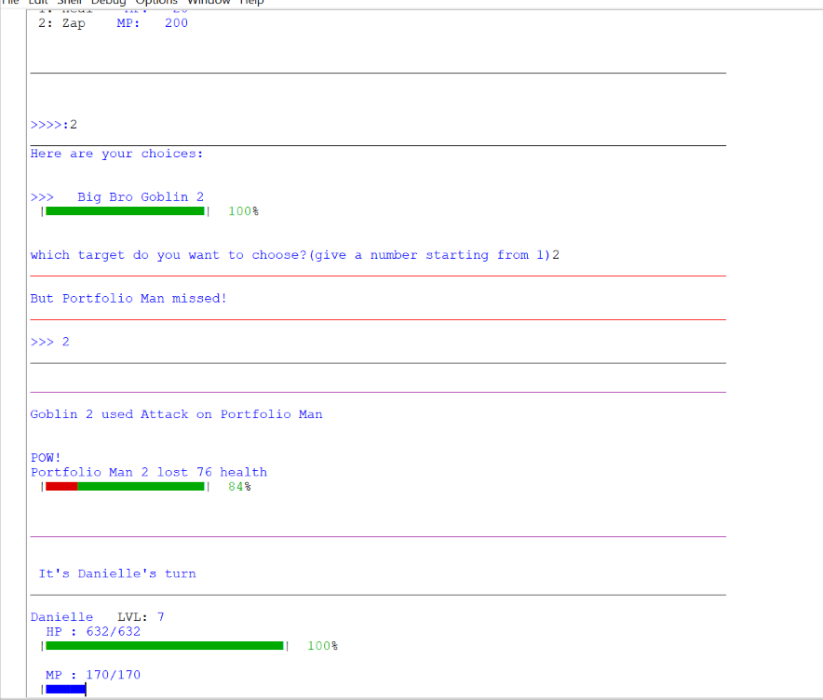 File Edit Shell Debug Options Window Help
2: Zap MP: 200
>>>>:2
Here are your choices:
>>> Big Bro Goblin 2
| | 100%
which target do you want to choose?(give a number starting from 1)2
But Portfolio Man missed!
>>> 2
Goblin 2 used Attack on Portfolio Man
POW!
Portfolio Man 2 lost 76 health
| | 84%
It's Danielle's turn
Danielle LVL: 7
HP : 632/632
| | 100%
MP : 170/170
|